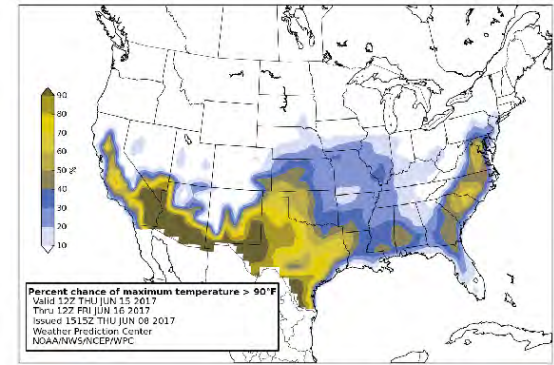 90
80
70
60
50
40
30
20
10
%
Percent chance of maximum temperature > 90°F
Valid 12Z THU JUN 15 2017
Thru 12Z FRI JUN 16 2017
Issued 1515Z THU JUN 08 2017
Weather Prediction Center
NOAA/NWS/NCEP/WPC